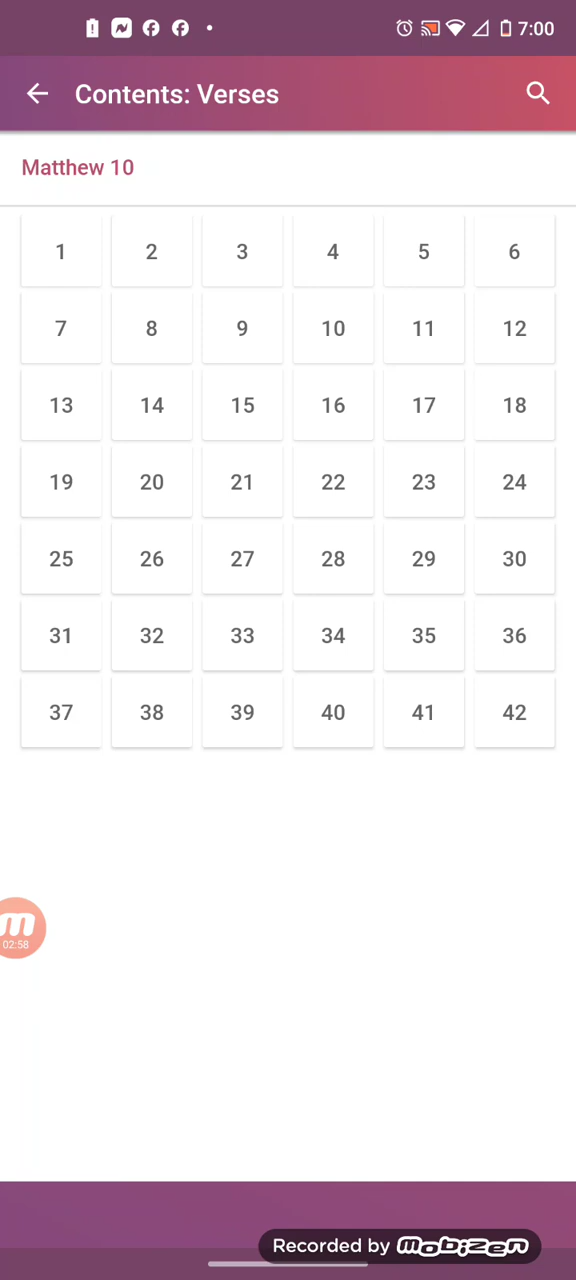 7:00
Contents: Verses
Matthew 10
1 2 3 4 5 6
7 8 9 10 11 12
13 14 15 16 17 18
19 20 21 22 23 24
25 26 27 28 29 30
31 32 33 34 35 36
37 38 39 40 41 42
m
02:58
Recorded by mobizen